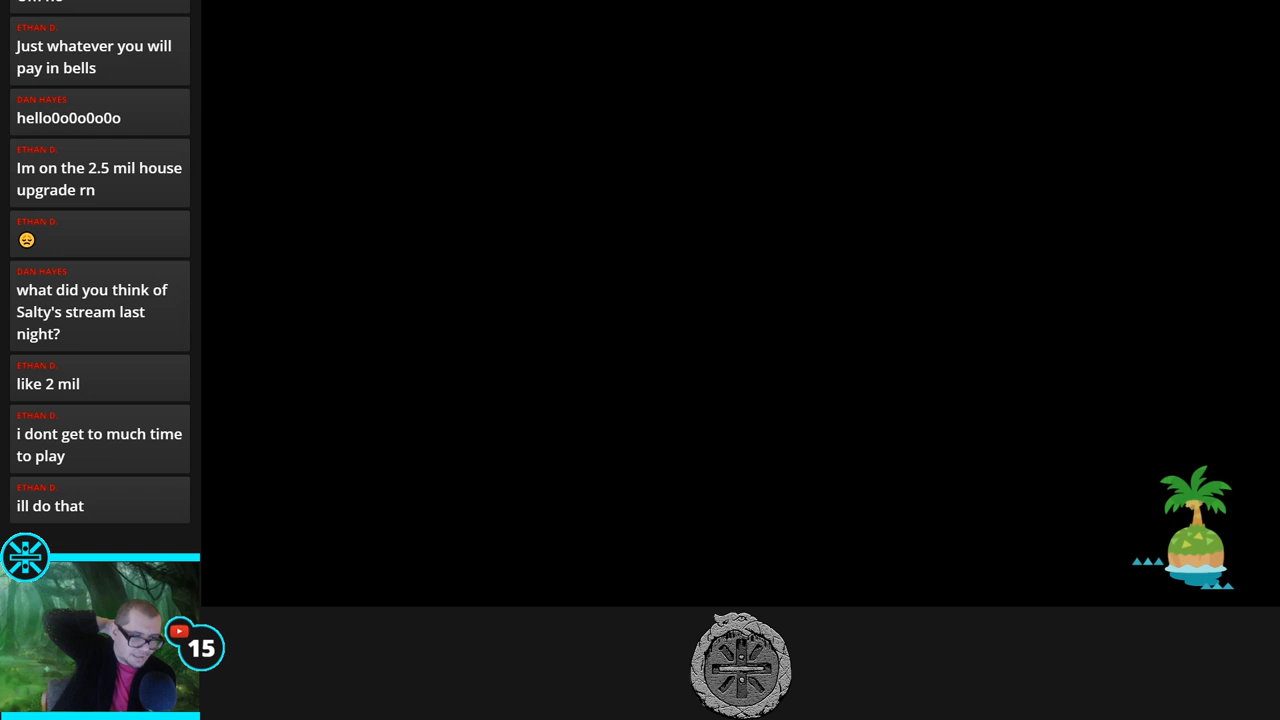 ETHAN D.
Just whatever you will
pay in bells
DAN HAYES
hello0o0o0o0o
ETHAN D.
Im on the 2.5 mil house
upgrade rn
ETHAN D.
DAN HAYES
what did you think of
Salty's stream last
night?
ETHAN D.
like 2 mil
ETHAN D.
i dont get to much time
to play
ETHAN D.
ill do that
15